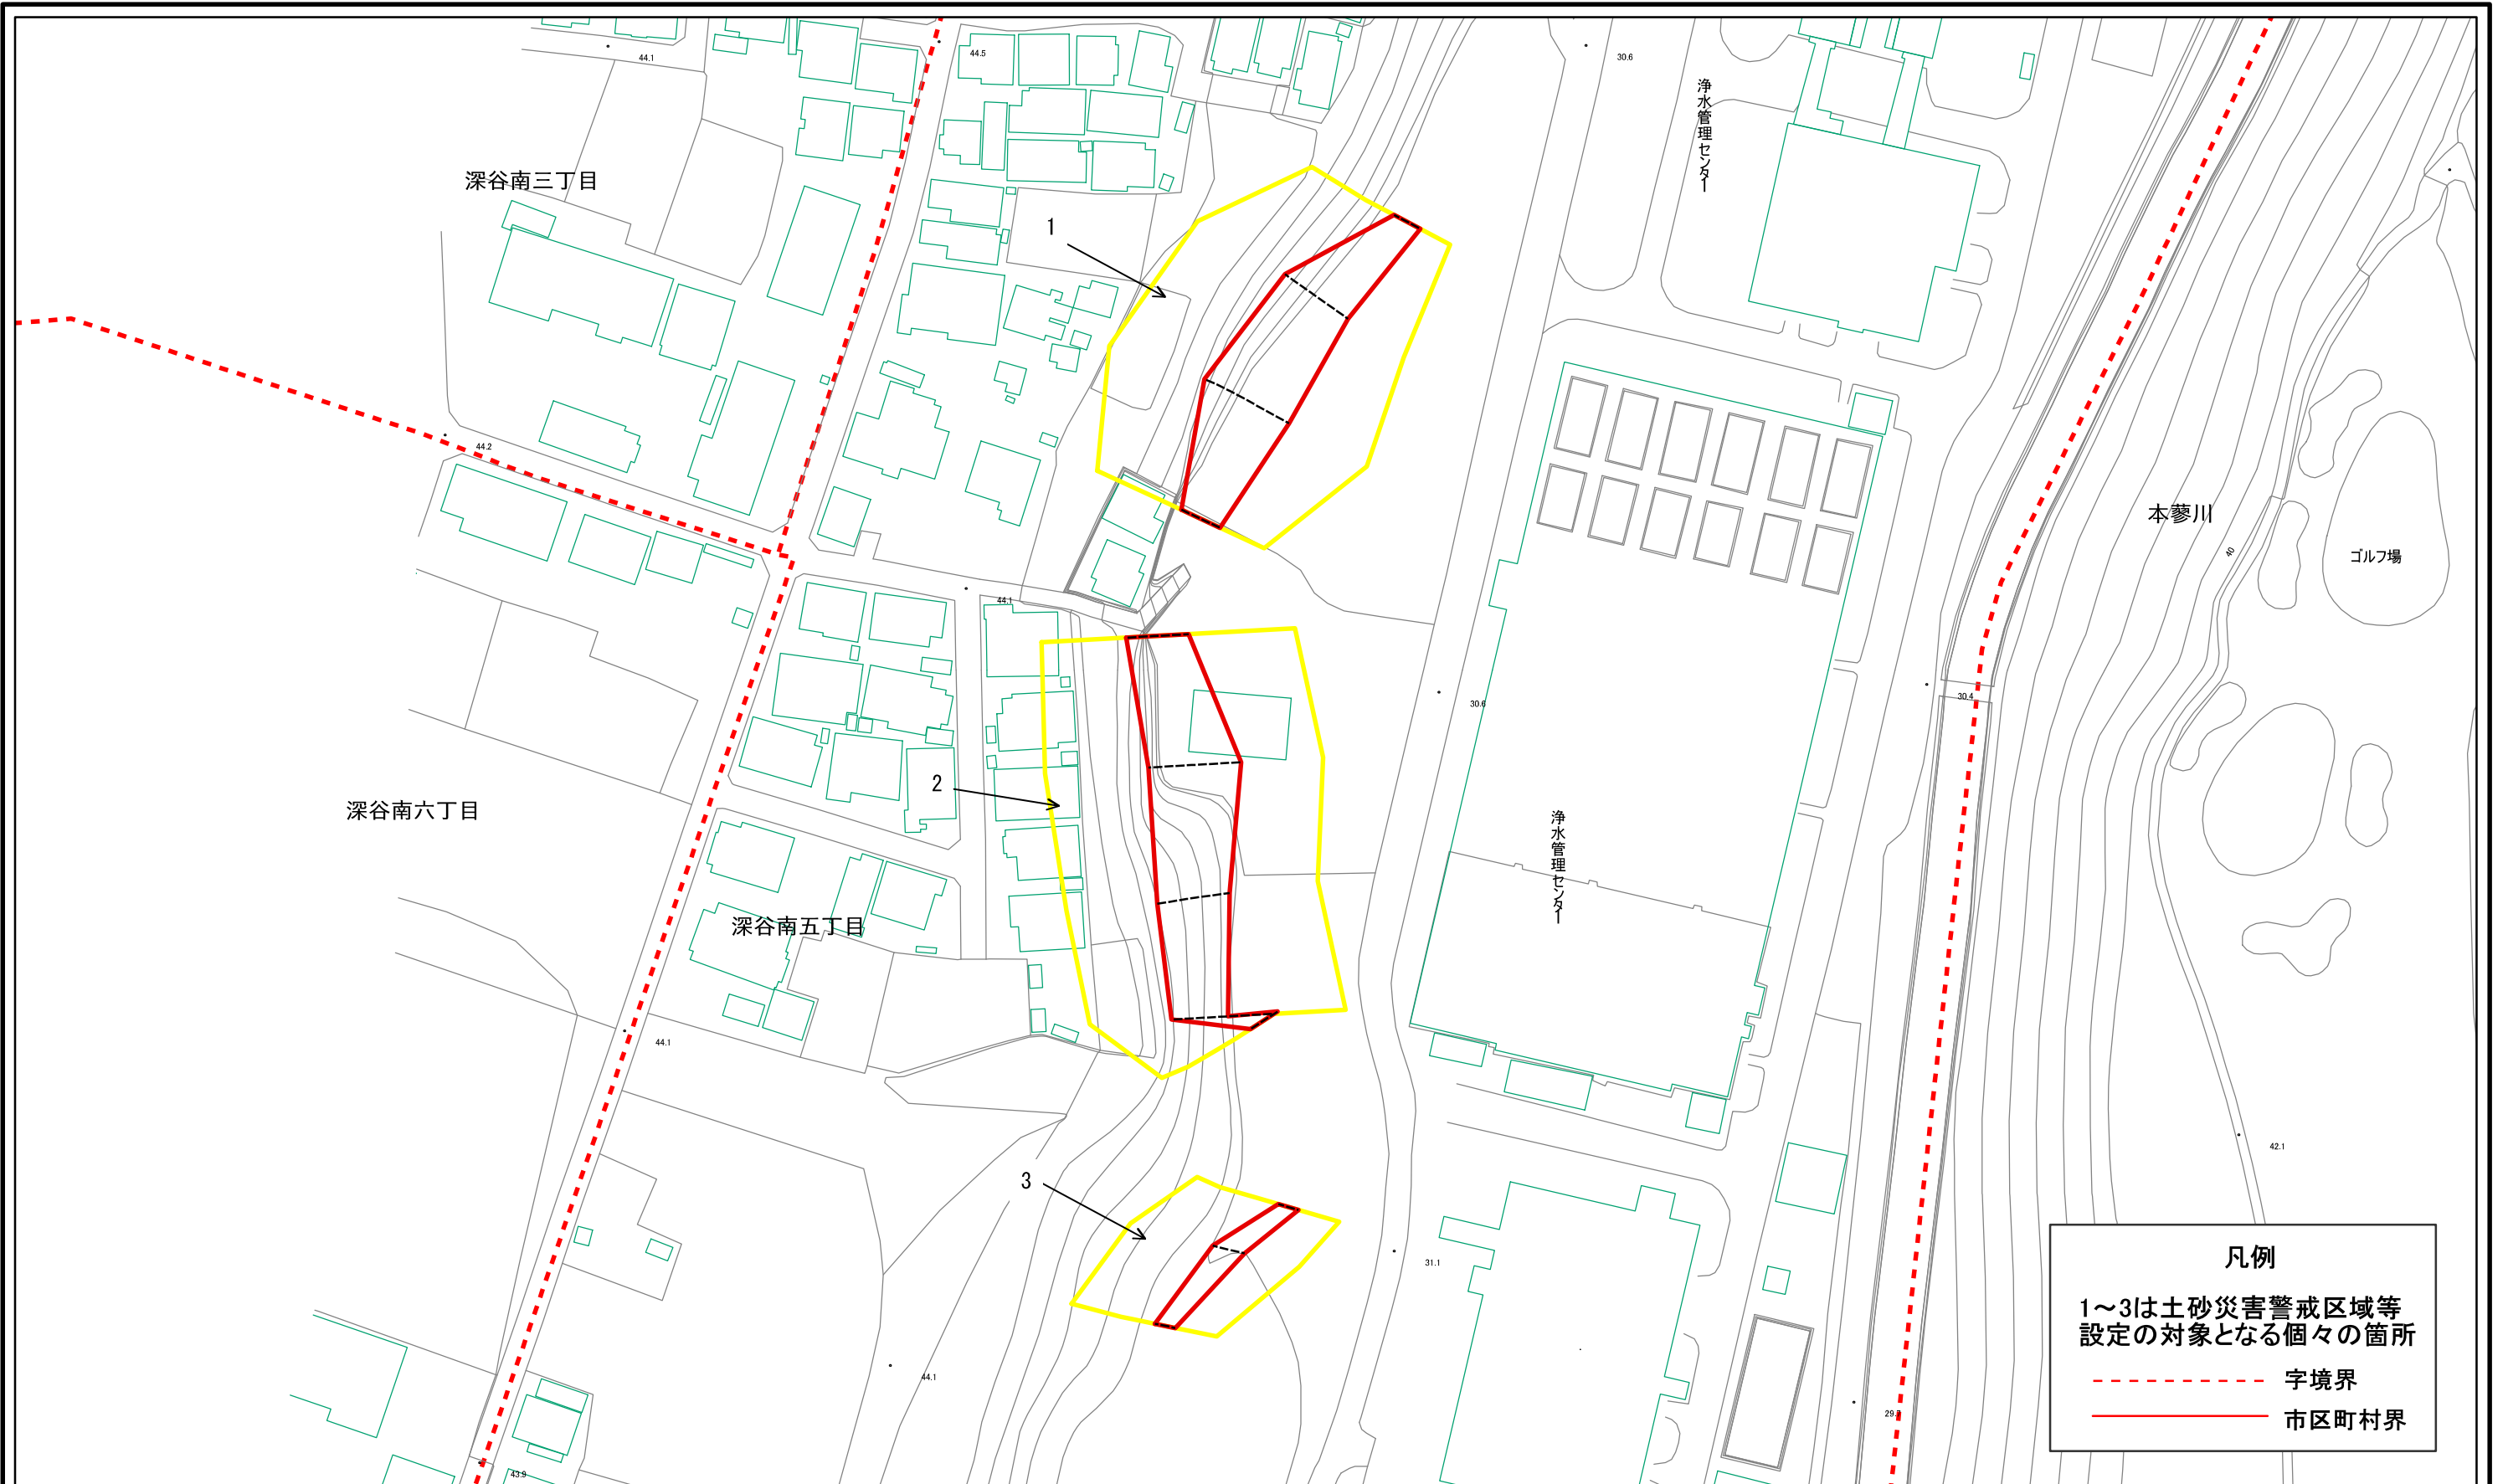 44.5
44.1
30.6
浄水管理センター
深谷南三丁目
1
44.2
本蓼川
ゴルフ場
40
44.1
30.6
30.4
2
深谷南六丁目
浄水管理センター
深谷南五丁目
44.1
42.1
3
31.1
44.1
43.9
凡例
1～3は土砂災害警戒区域等
設定の対象となる個々の箇所
字境界
市区町村界